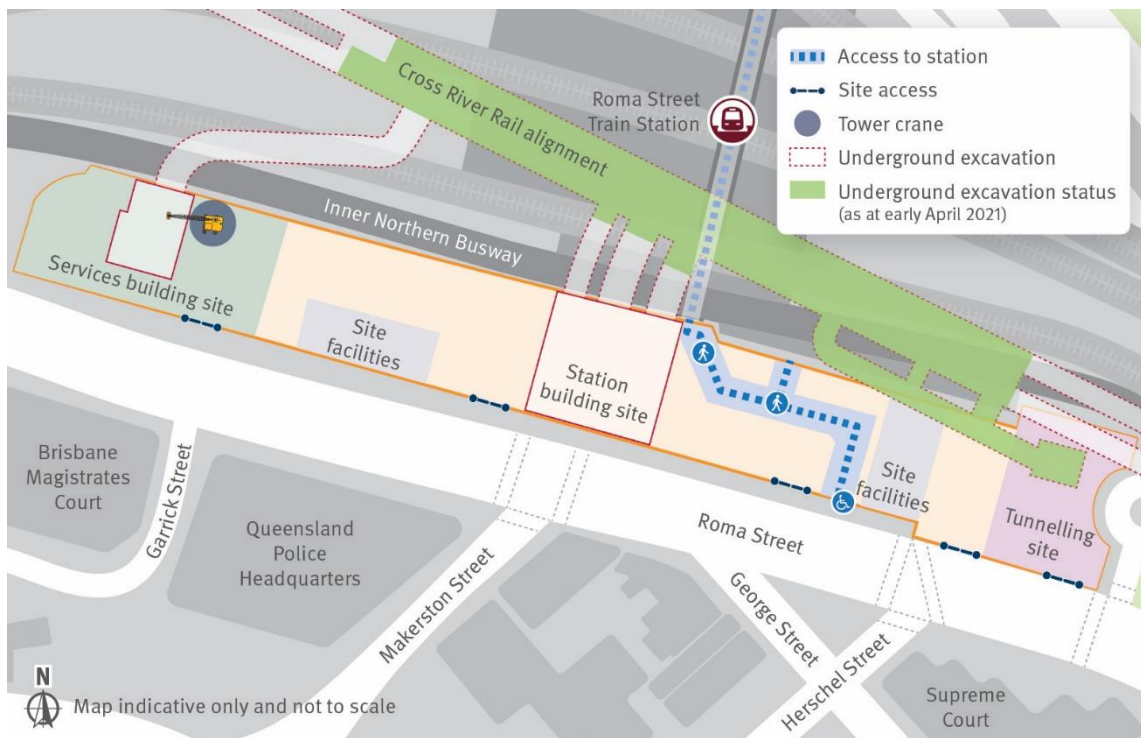 Access to station
Site access
Tower crane
Underground excavation
Underground excavation status
(as at early April 2021)
Roma Street
Train Station
Cross River Rail alignment
Inner Northern Busway
Services building site
Site
facilities
Station
building site
Site
facilities
Tunnelling
site
Brisbane
Magistrates
Court
Garrick Street
Queensland
Police
Headquarters
Makerston Street
Roma Street
George Street
Herschel Street
Supreme
Court
N
Map indicative only and not to scale